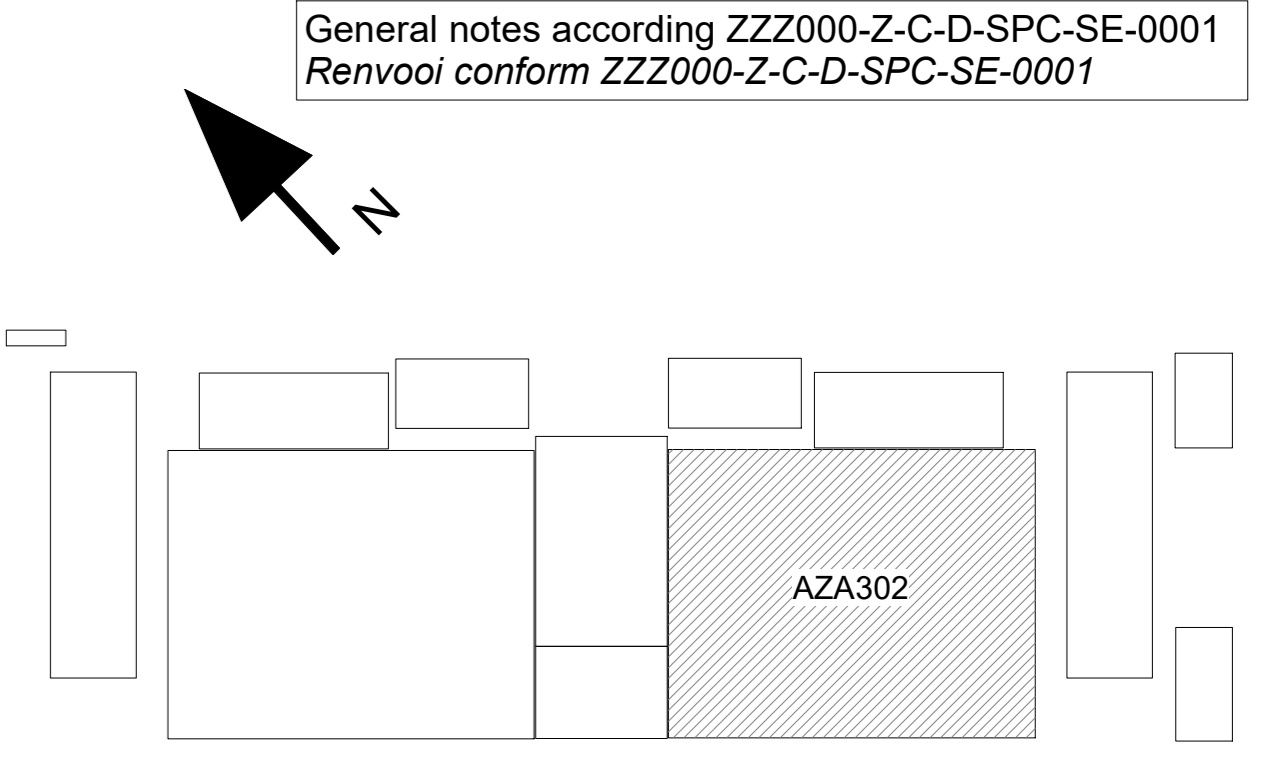 General notes according ZZZ000-Z-C-D-SPC-SE-0001
Renvooi conform ZZZ000-Z-C-D-SPC-SE-0001
N
AZA302